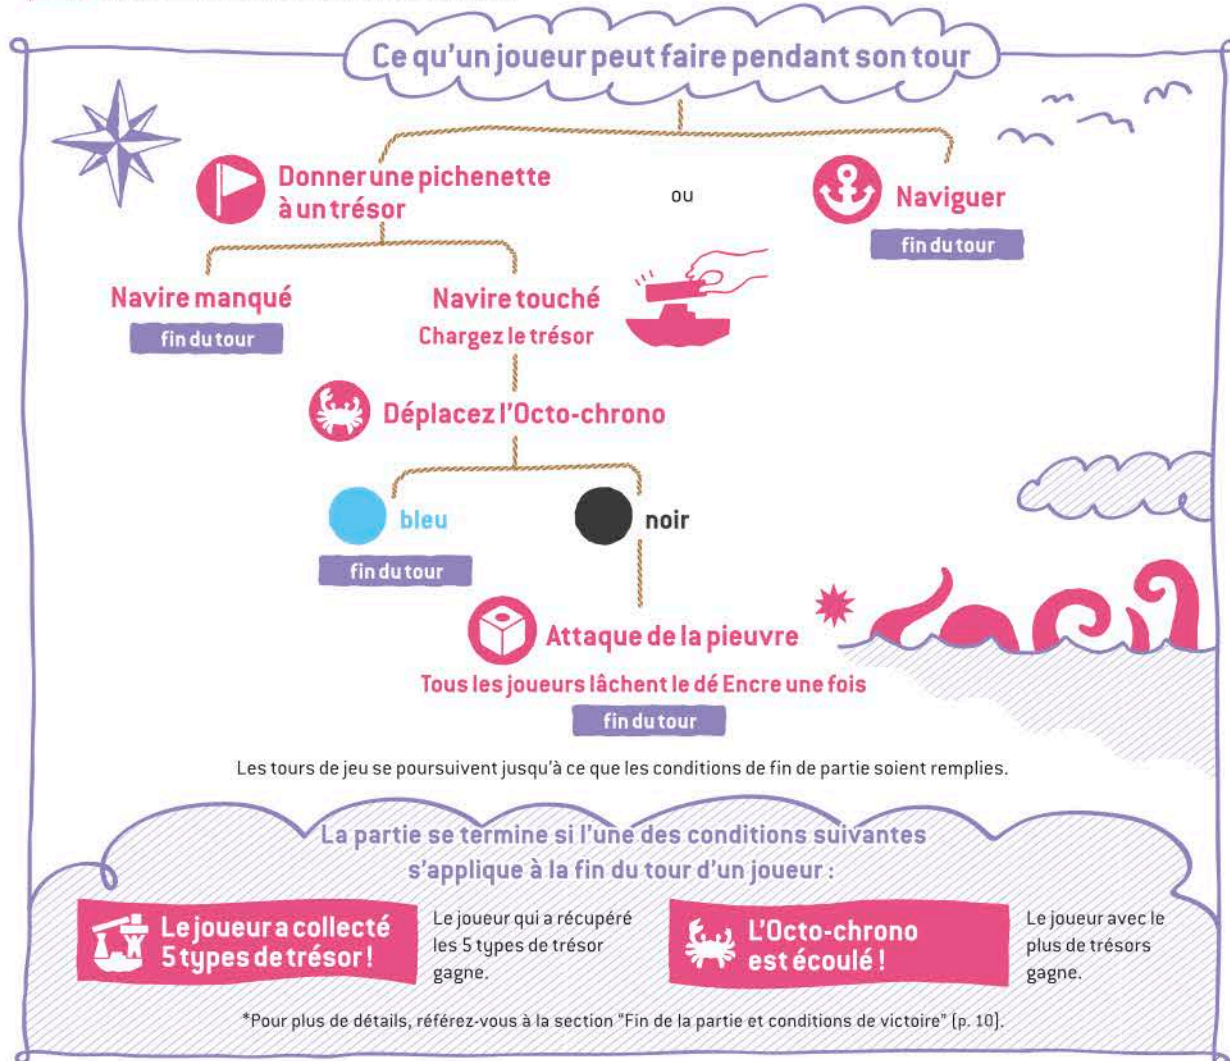 Ce qu'un joueur peut faire pendant son tour
Donner une pichenette
à un trésor
ou
Naviguer
fin du tour
Navire manqué
fin du tour
Navire touché
Chargez le trésor
Déplacez l'Octo-chrono
bleu
fin du tour
noir
Attaque de la pieuvre
Tous les joueurs lâchent le dé Encre une fois
fin du tour
Les tours de jeu se poursuivent jusqu'à ce que les conditions de fin de partie soient remplies.
La partie se termine si l'une des conditions suivantes
s'applique à la fin du tour d'un joueur :
Le joueur a collecté
5 types de trésor !
Le joueur qui a récupéré
les 5 types de trésor
gagne.
L'Octo-chrono
est écoulé !
Le joueur avec le
plus de trésors
gagne.
*Pour plus de détails, référez-vous à la section "Fin de la partie et conditions de victoire" (p. 10).